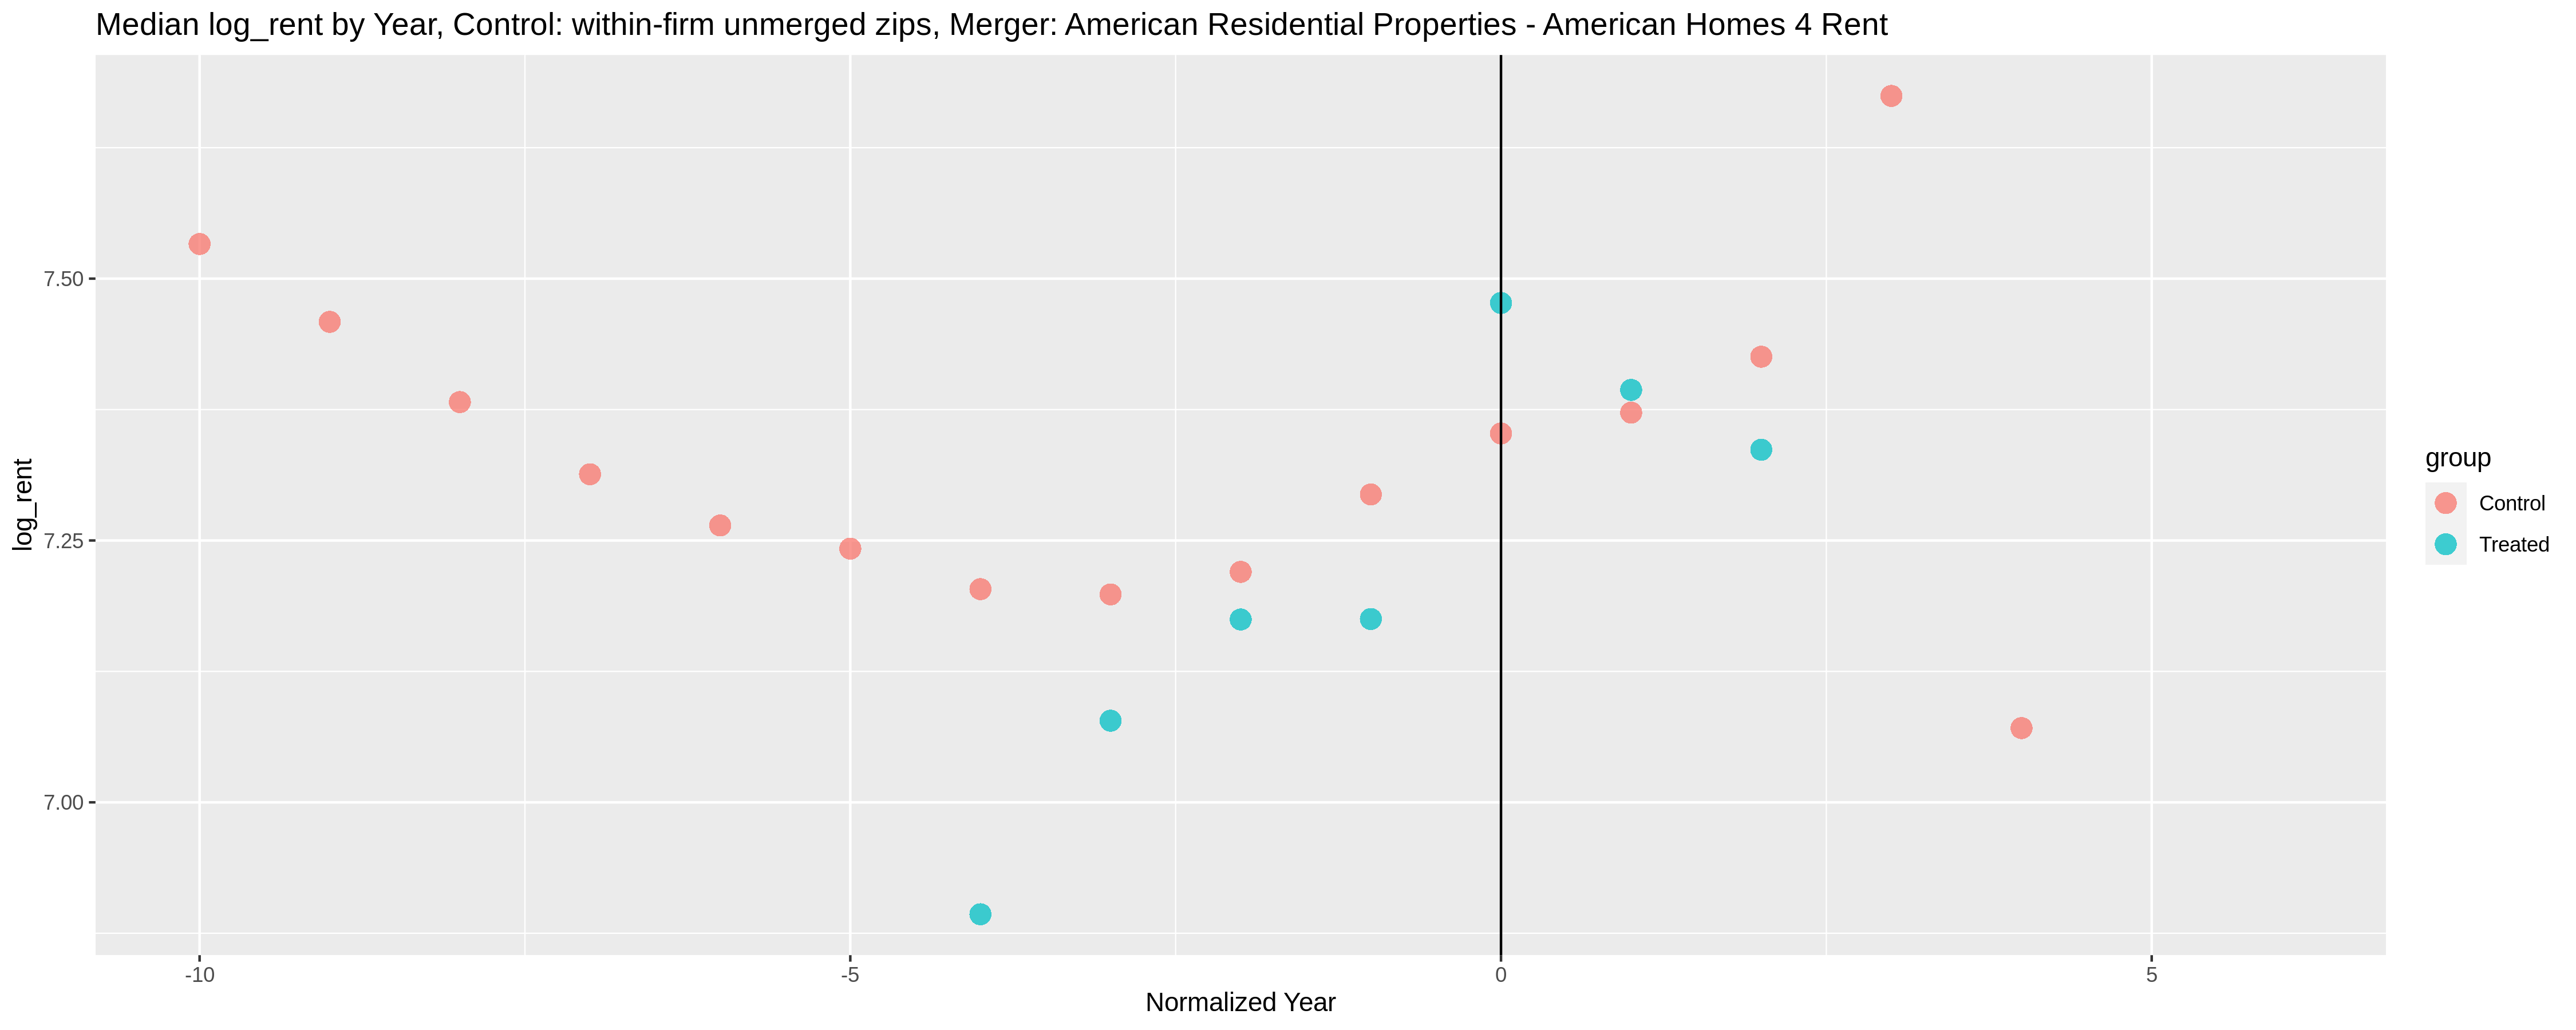 Median log_rent by Year, Control: within-firm unmerged zips, Merger: American Residential Properties - American Homes 4 Rent
log_rent
7.50
7.25
7.00
-10
-5
0
5
Normalized Year
group
Control
Treated